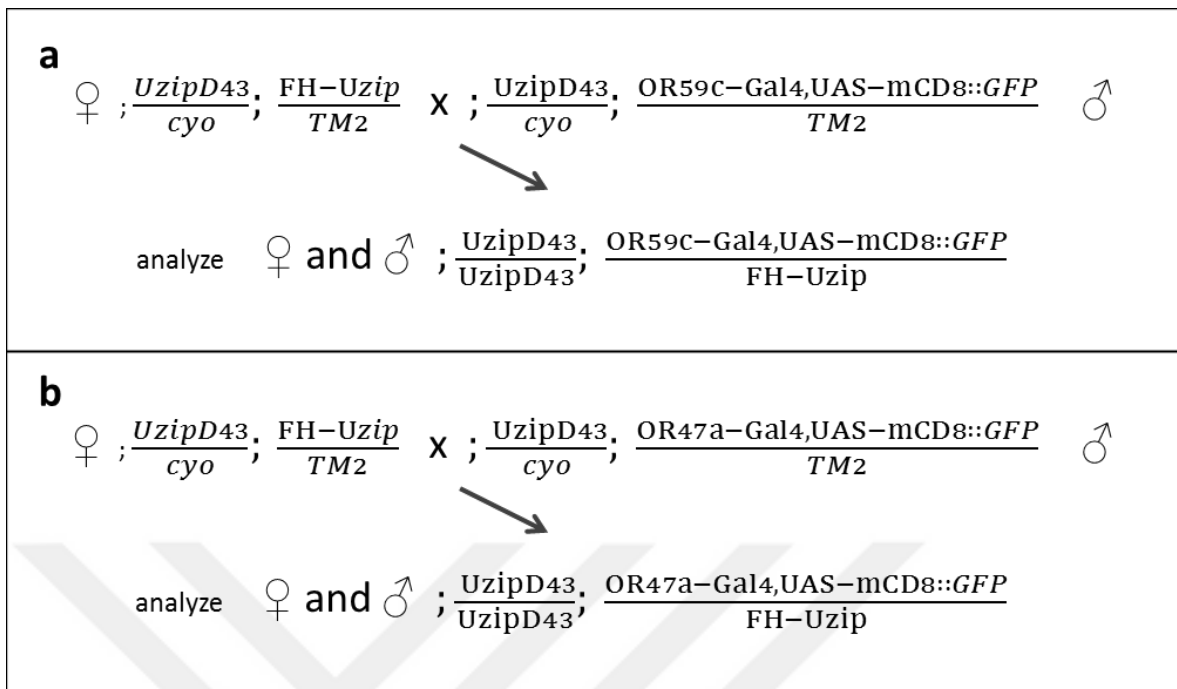 a
♀ ; UzipD43/cyo; FH−Uzip/TM2 x ; UzipD43/cyo; OR59c−Gal4,UAS−mCD8::GFP/TM2 ♂
analyze ♀ and ♂ ; UzipD43/UzipD43; OR59c−Gal4,UAS−mCD8::GFP/FH−Uzip
b
♀ ; UzipD43/cyo; FH−Uzip/TM2 x ; UzipD43/cyo; OR47a−Gal4,UAS−mCD8::GFP/TM2 ♂
analyze ♀ and ♂ ; UzipD43/UzipD43; OR47a−Gal4,UAS−mCD8::GFP/FH−Uzip